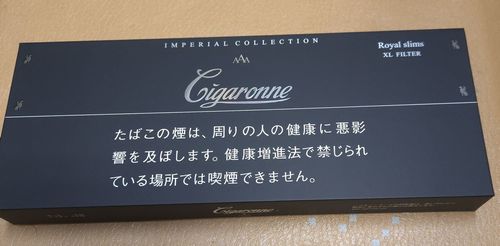 IMPERIAL COLLECTION
Royal slims
XL FILTER
Cigaronne
たばこの煙は、周りの人の健康に悪影
響を及ぼします。健康増進法で禁じられ
ている場所では喫煙できません。
Cigaronne
Royal slims